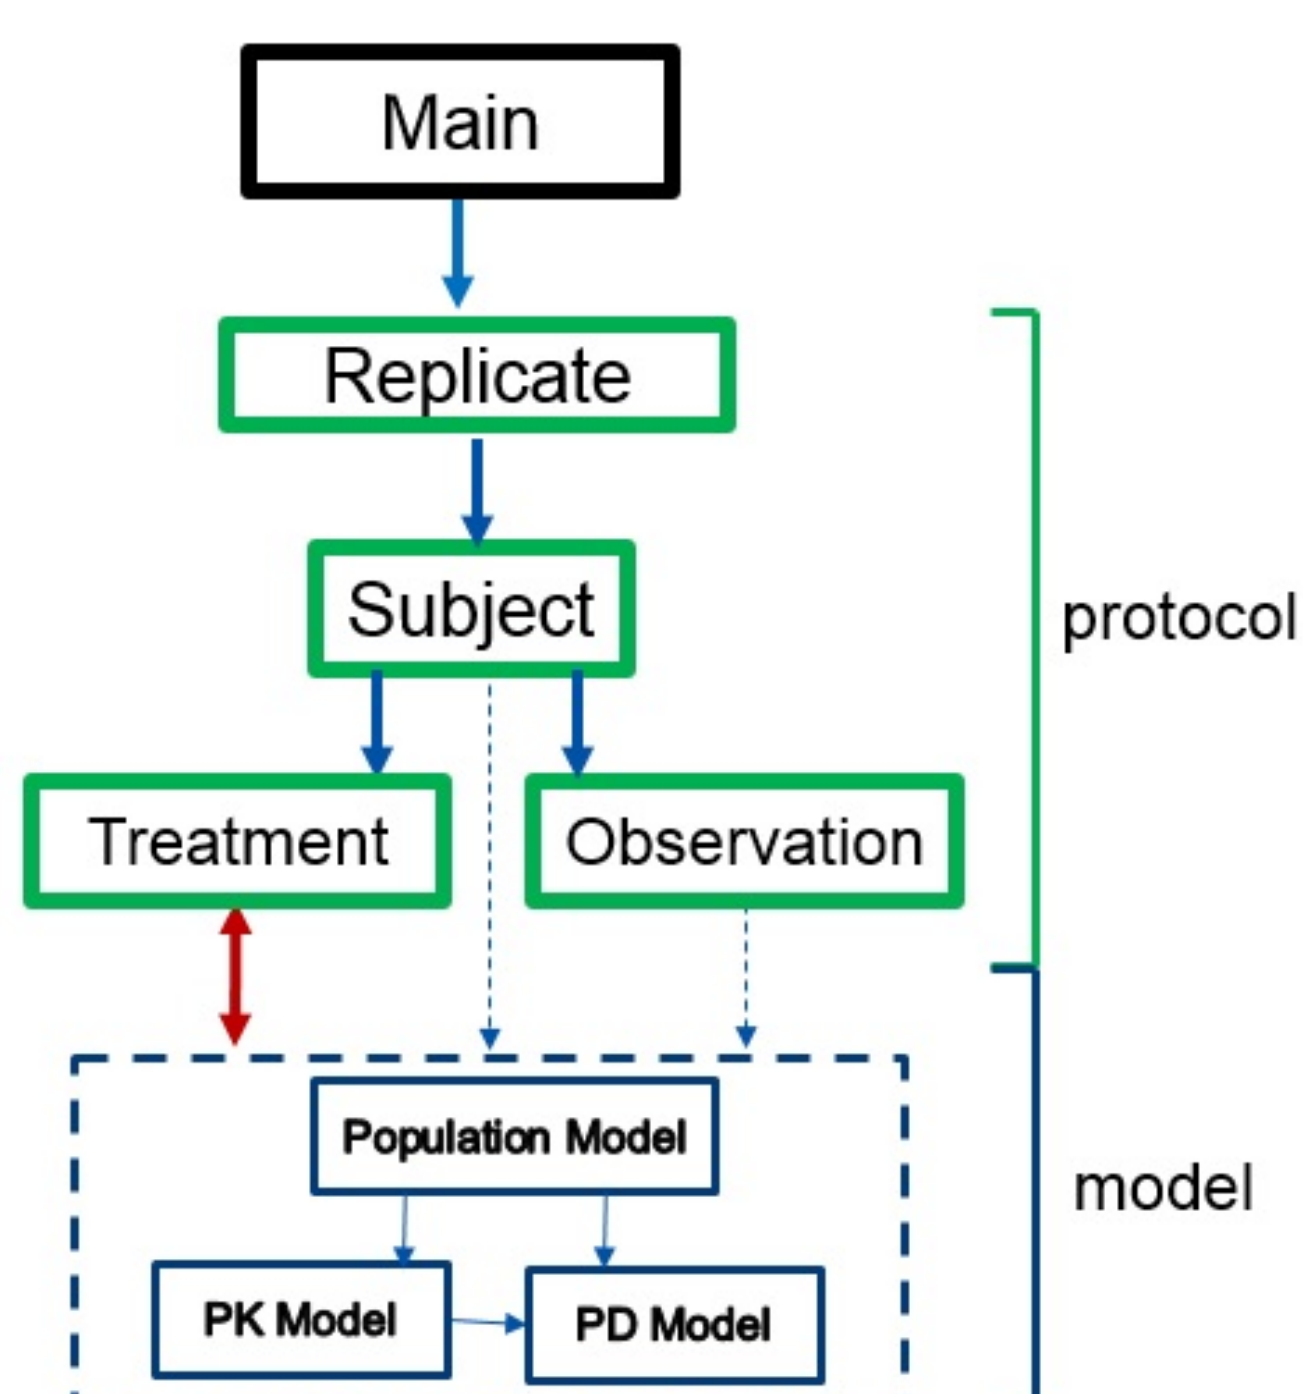 Main
Replicate
Subject
protocol
Treatment
Observation
Population Model
model
PK Model
PD Model